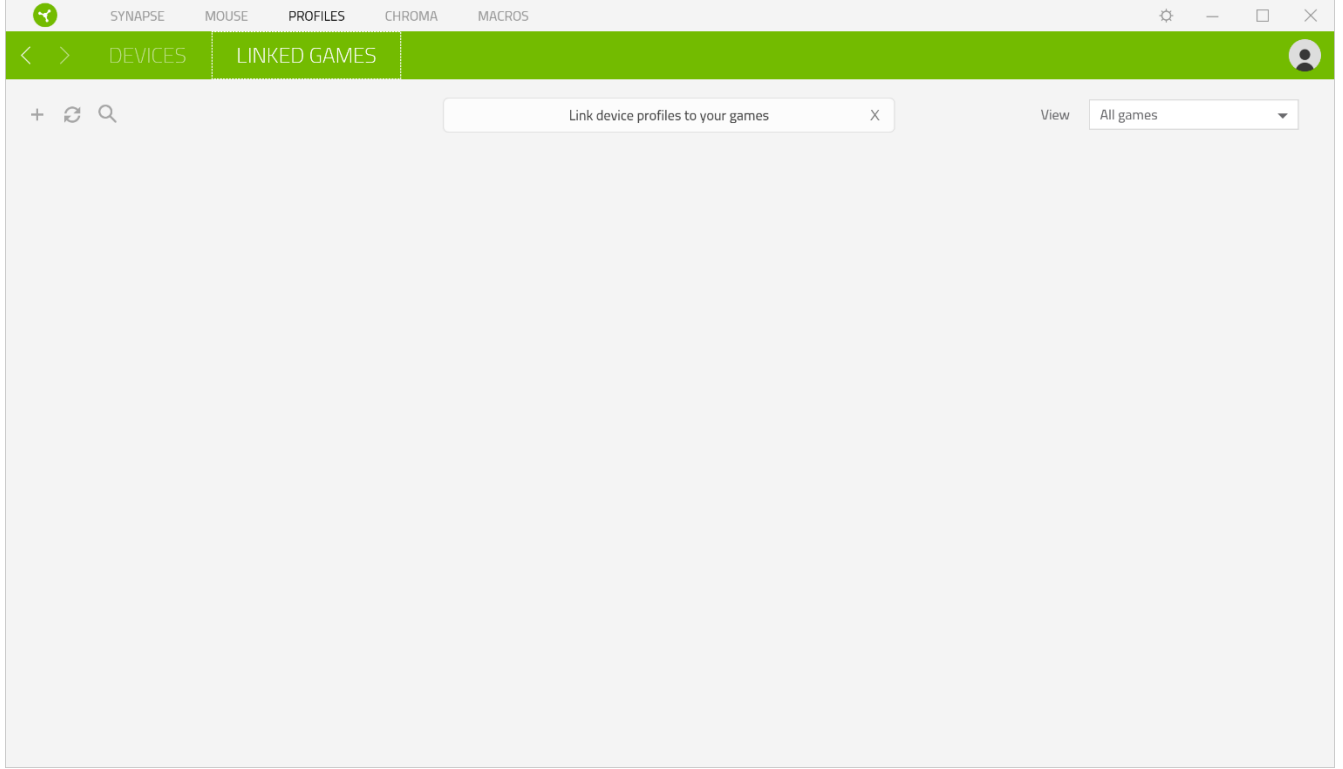 SYNAPSE MOUSE PROFILES CHROMA MACROS
DEVICES LINKED GAMES
Link device profiles to your games X View All games